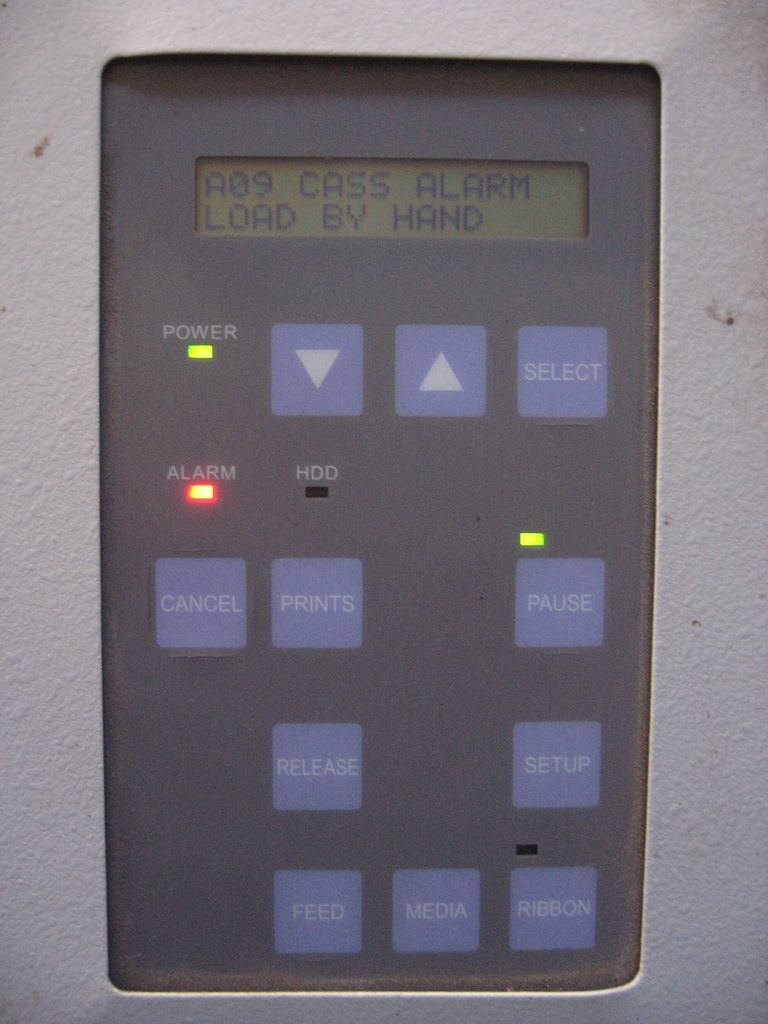 A09 CASS ALARM
LOAD BY HAND
POWER
SELECT
ALARM
HDD
CANCEL
PRINTS
PAUSE
RELEASE
SETUP
FEED
MEDIA
RIBBON